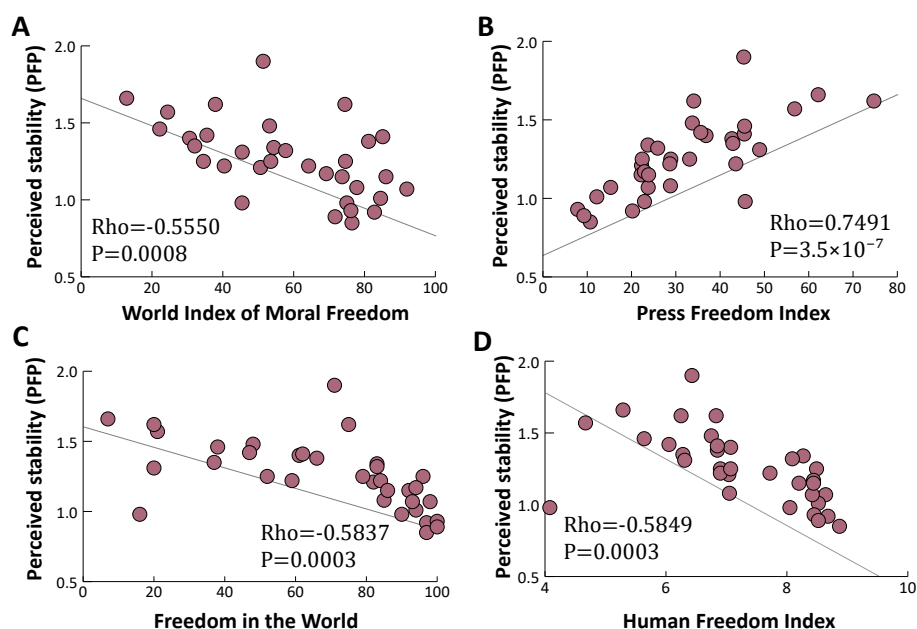 A
Perceived stability (PFP)
2.0
1.5
1.0
0.5
0
20
40
60
80
100
Rho=-0.5550
P=0.0008
World Index of Moral Freedom
B
Perceived stability (PFP)
2.0
1.5
1.0
0.5
0
10
20
30
40
50
60
70
80
Rho=0.7491
P=3.5×10⁻⁷
Press Freedom Index
C
Perceived stability (PFP)
2.0
1.5
1.0
0.5
0
20
40
60
80
100
Rho=-0.5837
P=0.0003
Freedom in the World
D
Perceived stability (PFP)
2.0
1.5
1.0
0.5
4
6
8
10
Rho=-0.5849
P=0.0003
Human Freedom Index